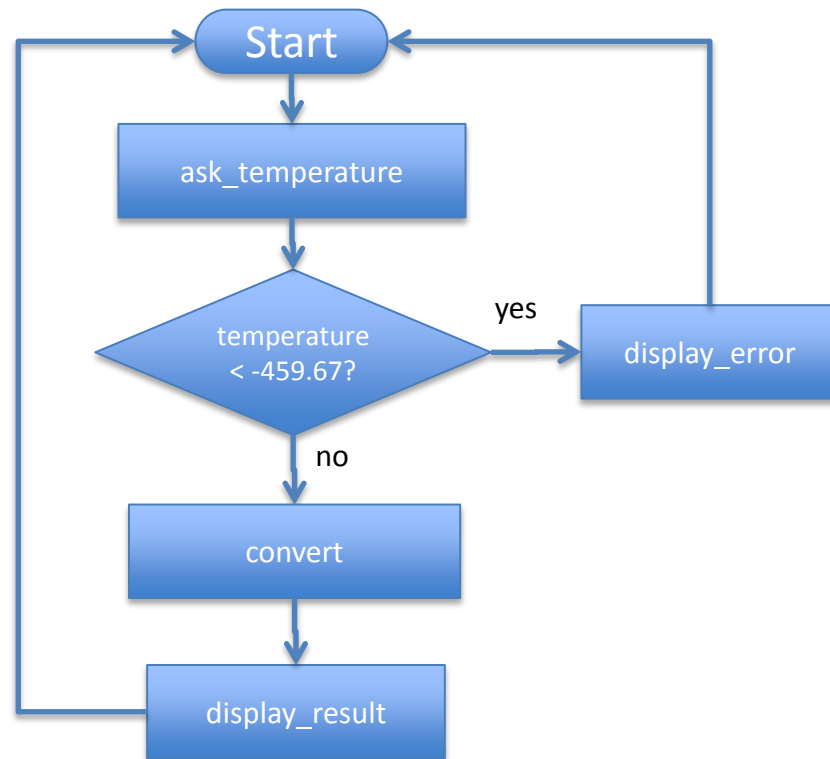 Start
ask_temperature
temperature
< -459.67?
yes
display_error
no
convert
display_result